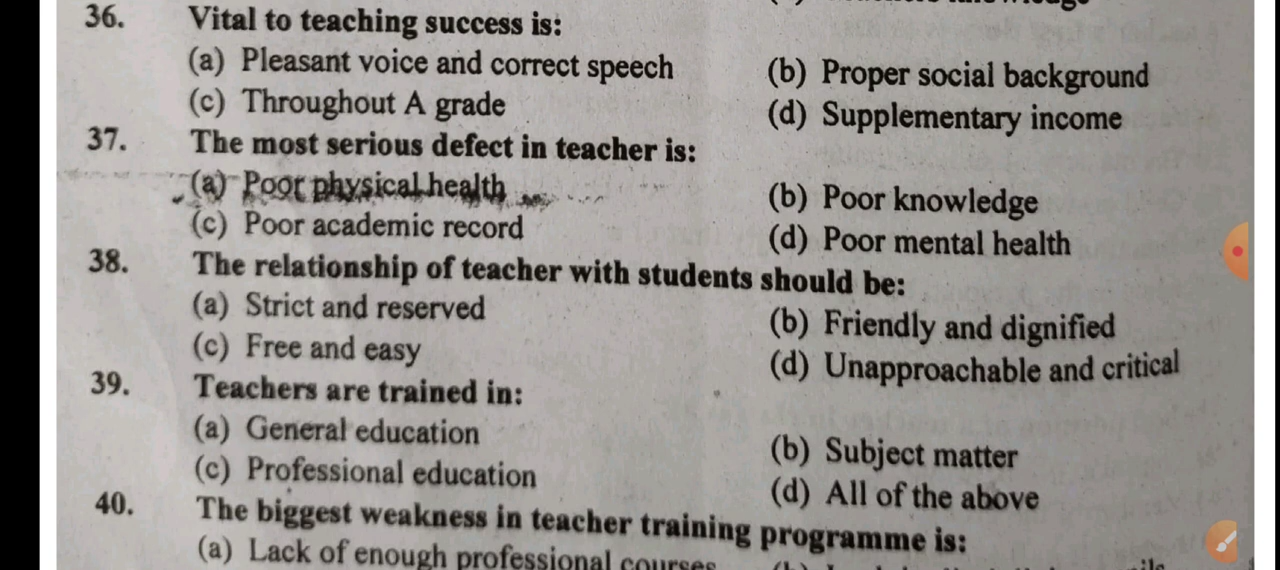 36. Vital to teaching success is:
(a) Pleasant voice and correct speech (b) Proper social background
(c) Throughout A grade (d) Supplementary income
37. The most serious defect in teacher is:
(a) Poor physical health (b) Poor knowledge
(c) Poor academic record (d) Poor mental health
38. The relationship of teacher with students should be:
(a) Strict and reserved (b) Friendly and dignified
(c) Free and easy (d) Unapproachable and critical
39. Teachers are trained in:
(a) General education (b) Subject matter
(c) Professional education (d) All of the above
40. The biggest weakness in teacher training programme is:
(a) Lack of enough professional courses